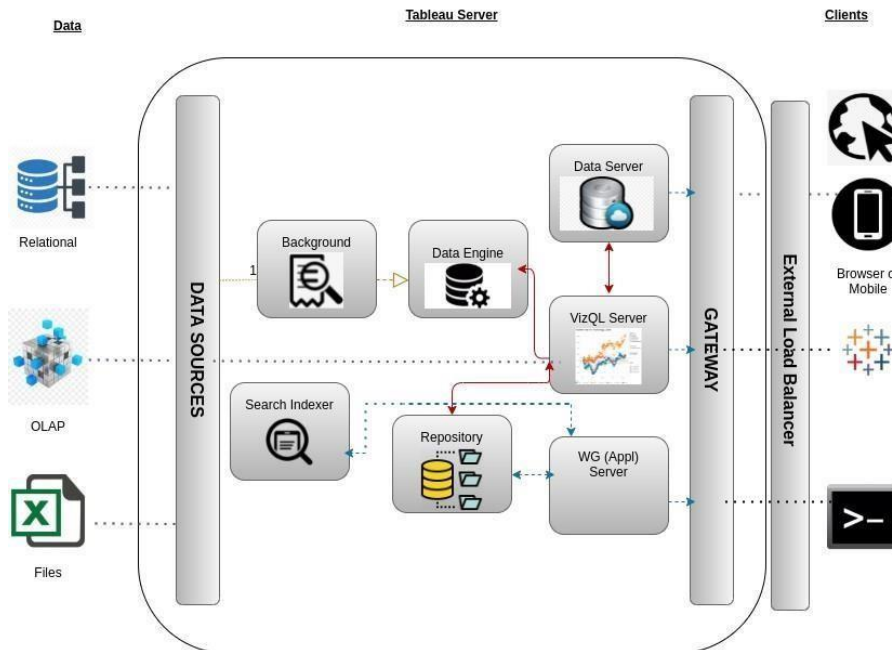 Data
Tableau Server
Clients
Relational
OLAP
Files
DATA SOURCES
1
Background
Data Engine
Data Server
VizQL Server
Search Indexer
Repository
WG (Appl)
Server
GATEWAY
External Load Balancer
Browser
Mobile